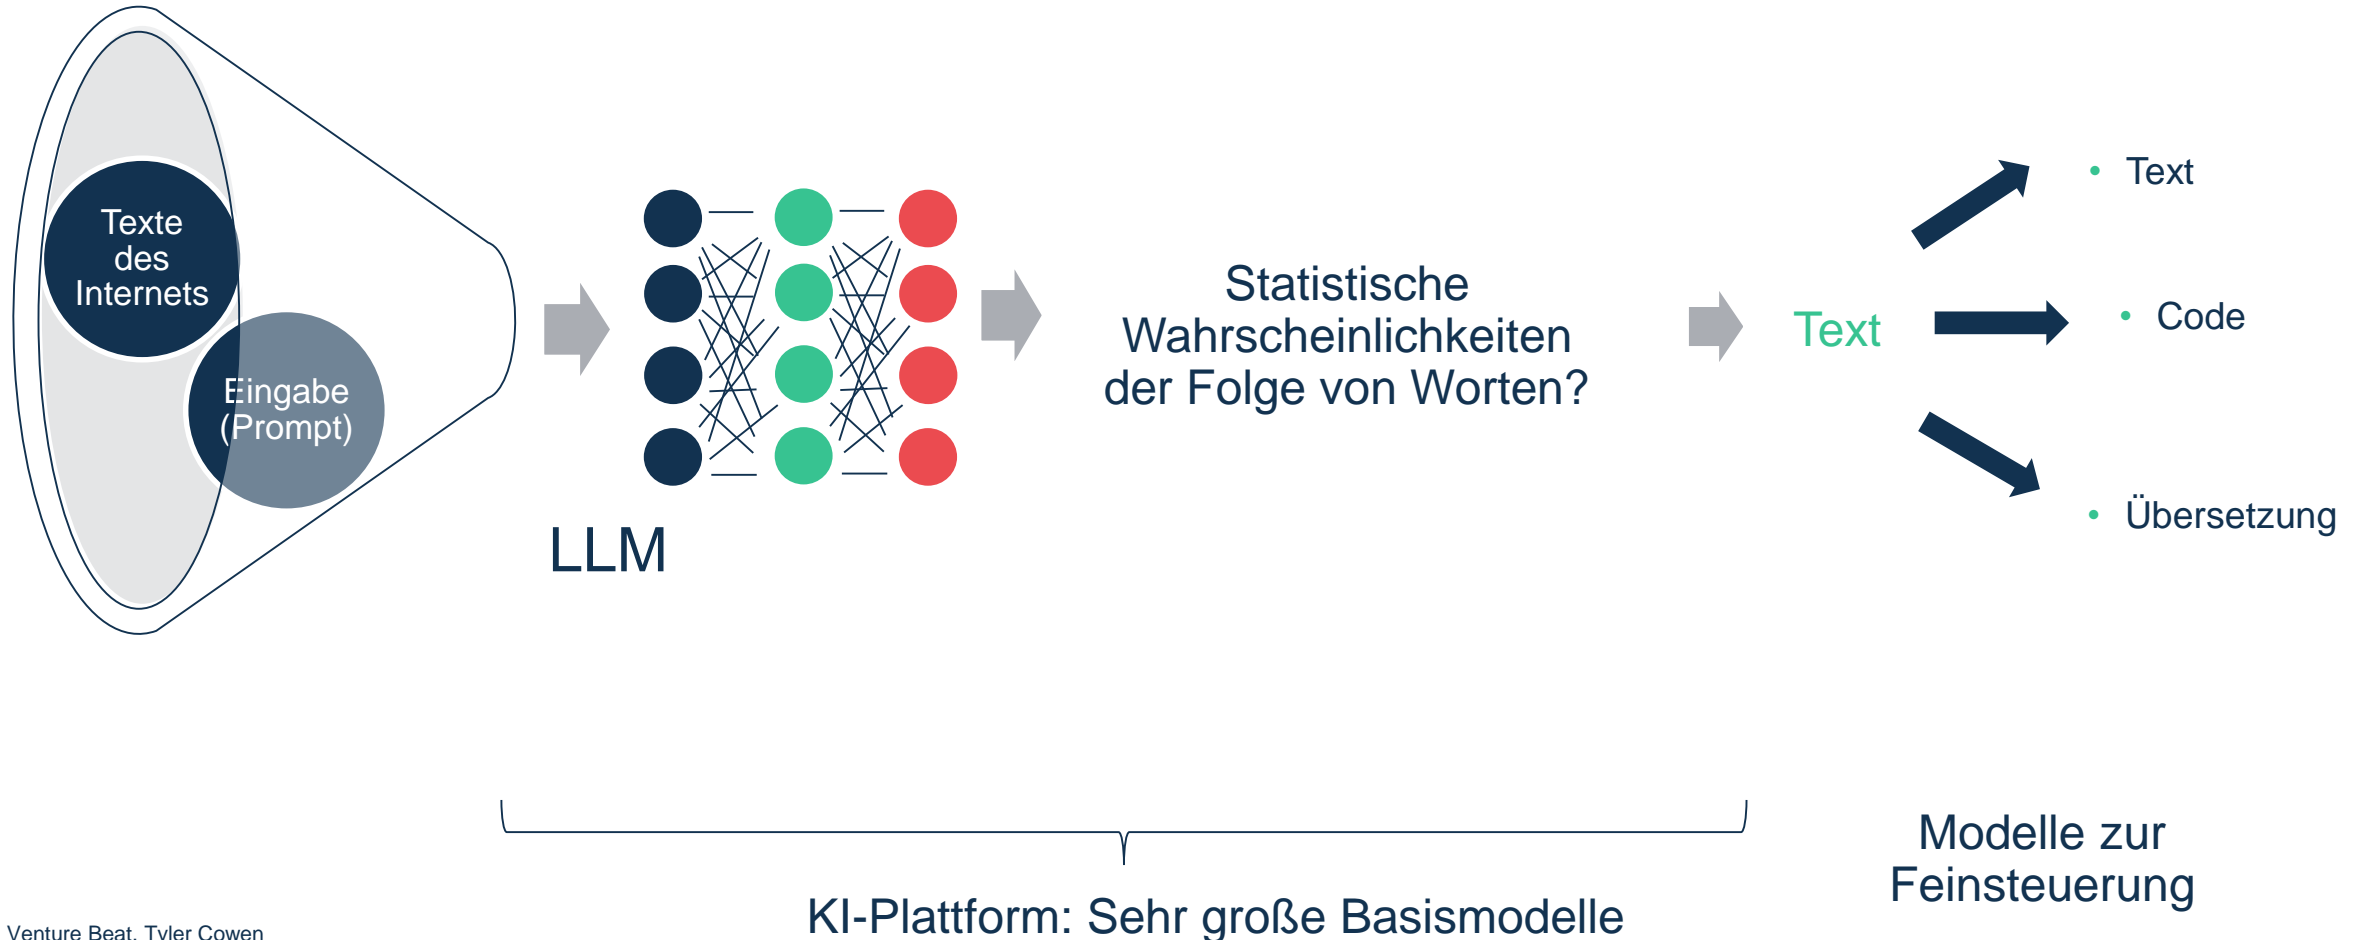 Texte
des
Internets
Eingabe
(Prompt)
LLM
Statistische
Wahrscheinlichkeiten
der Folge von Worten?
Text
• Text
• Code
• Übersetzung
KI-Plattform: Sehr große Basismodelle
Modelle zur
Feinsteuerung
Venture Beat, Tyler Cowen